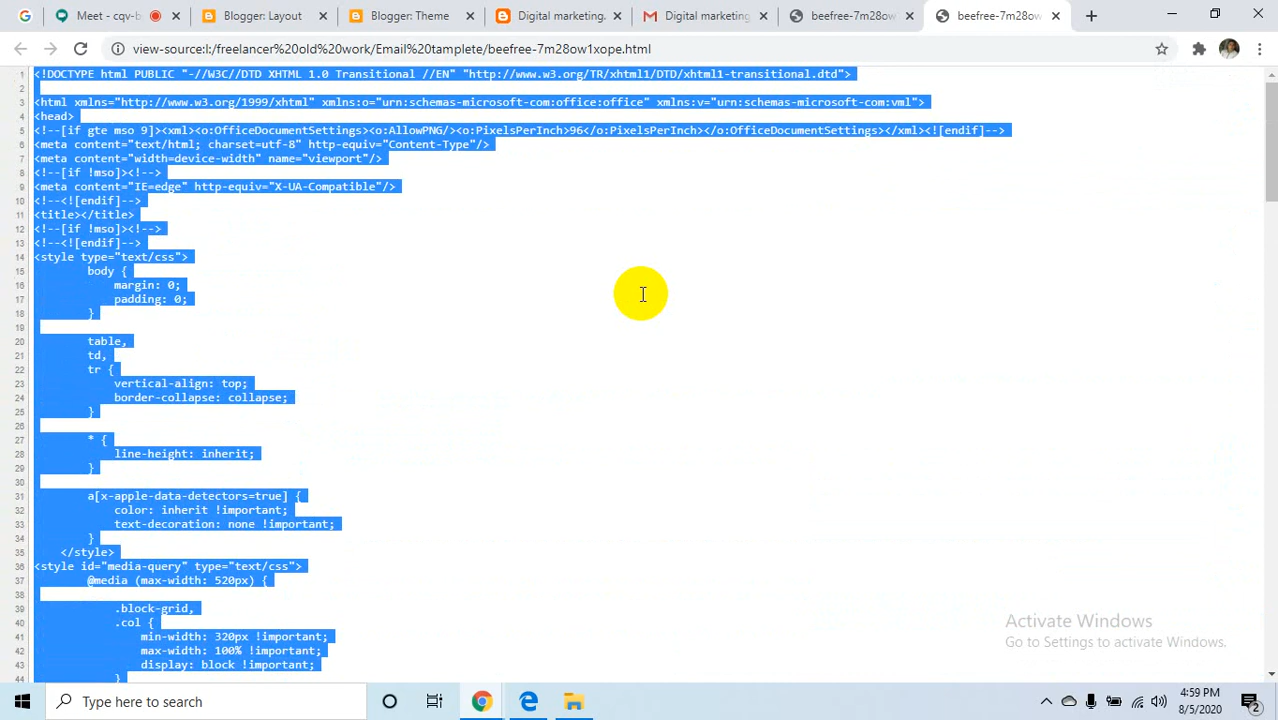 Meet - cqv-b
Blogger: Layout
Blogger: Theme
Digital marketing.
Digital marketing
beefree-7m28ow
beefree-7m28ow
view-source:l:/freelancer%20old%20work/Email%20tamplete/beefree-7m28ow1xope.html
1 <!DOCTYPE html PUBLIC "-//W3C//DTD XHTML 1.0 Transitional //EN" "http://www.w3.org/TR/xhtml1/DTD/xhtml1-transitional.dtd">
2
3 <html xmlns="http://www.w3.org/1999/xhtml" xmlns:o="urn:schemas-microsoft-com:office:office" xmlns:v="urn:schemas-microsoft-com:vml">
4 <head>
5 <!--[if gte mso 9]><xml><o:OfficeDocumentSettings><o:AllowPNG/><o:PixelsPerInch>96</o:PixelsPerInch></o:OfficeDocumentSettings></xml><![endif]-->
6 <meta content="text/html; charset=utf-8" http-equiv="Content-Type"/>
7 <meta content="width=device-width" name="viewport"/>
8 <!--[if !mso]><!-->
9 <meta content="IE=edge" http-equiv="X-UA-Compatible"/>
10 <!--<![endif]-->
11 <title></title>
12 <!--[if !mso]><!-->
13 <!--<![endif]-->
14 <style type="text/css">
15 body {
16 margin: 0;
17 padding: 0;
18 }
19
20 table,
21 td,
22 tr {
23 vertical-align: top;
24 border-collapse: collapse;
25 }
26
27 * {
28 line-height: inherit;
29 }
30
31 a[x-apple-data-detectors=true] {
32 color: inherit !important;
33 text-decoration: none !important;
34 }
35 </style>
36 <style id="media-query" type="text/css">
37 @media (max-width: 520px) {
38
39 .block-grid,
40 .col {
41 min-width: 320px !important;
42 max-width: 100% !important;
43 display: block !important;
44 }
Activate Windows
Go to Settings to activate Windows.
Type here to search
4:59 PM
8/5/2020
2